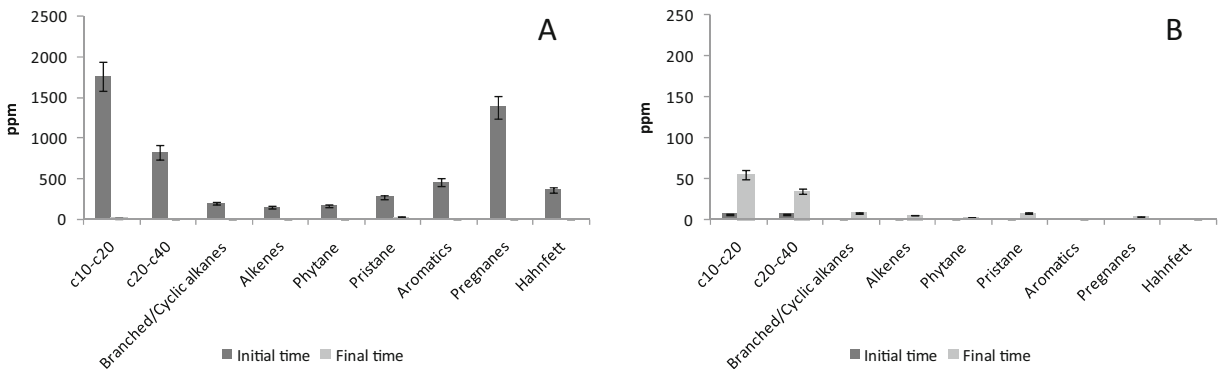 A
ppm
2500
2000
1500
1000
500
0
c10-c20
c20-c40
Branched/Cyclic alkanes
Alkenes
Phytane
Pristane
Aromatics
Pregnanes
Hahnfett
Initial time
Final time
B
ppm
250
200
150
100
50
0
c10-c20
c20-c40
Branched/Cyclic alkanes
Alkenes
Phytane
Pristane
Aromatics
Pregnanes
Hahnfett
Initial time
Final time